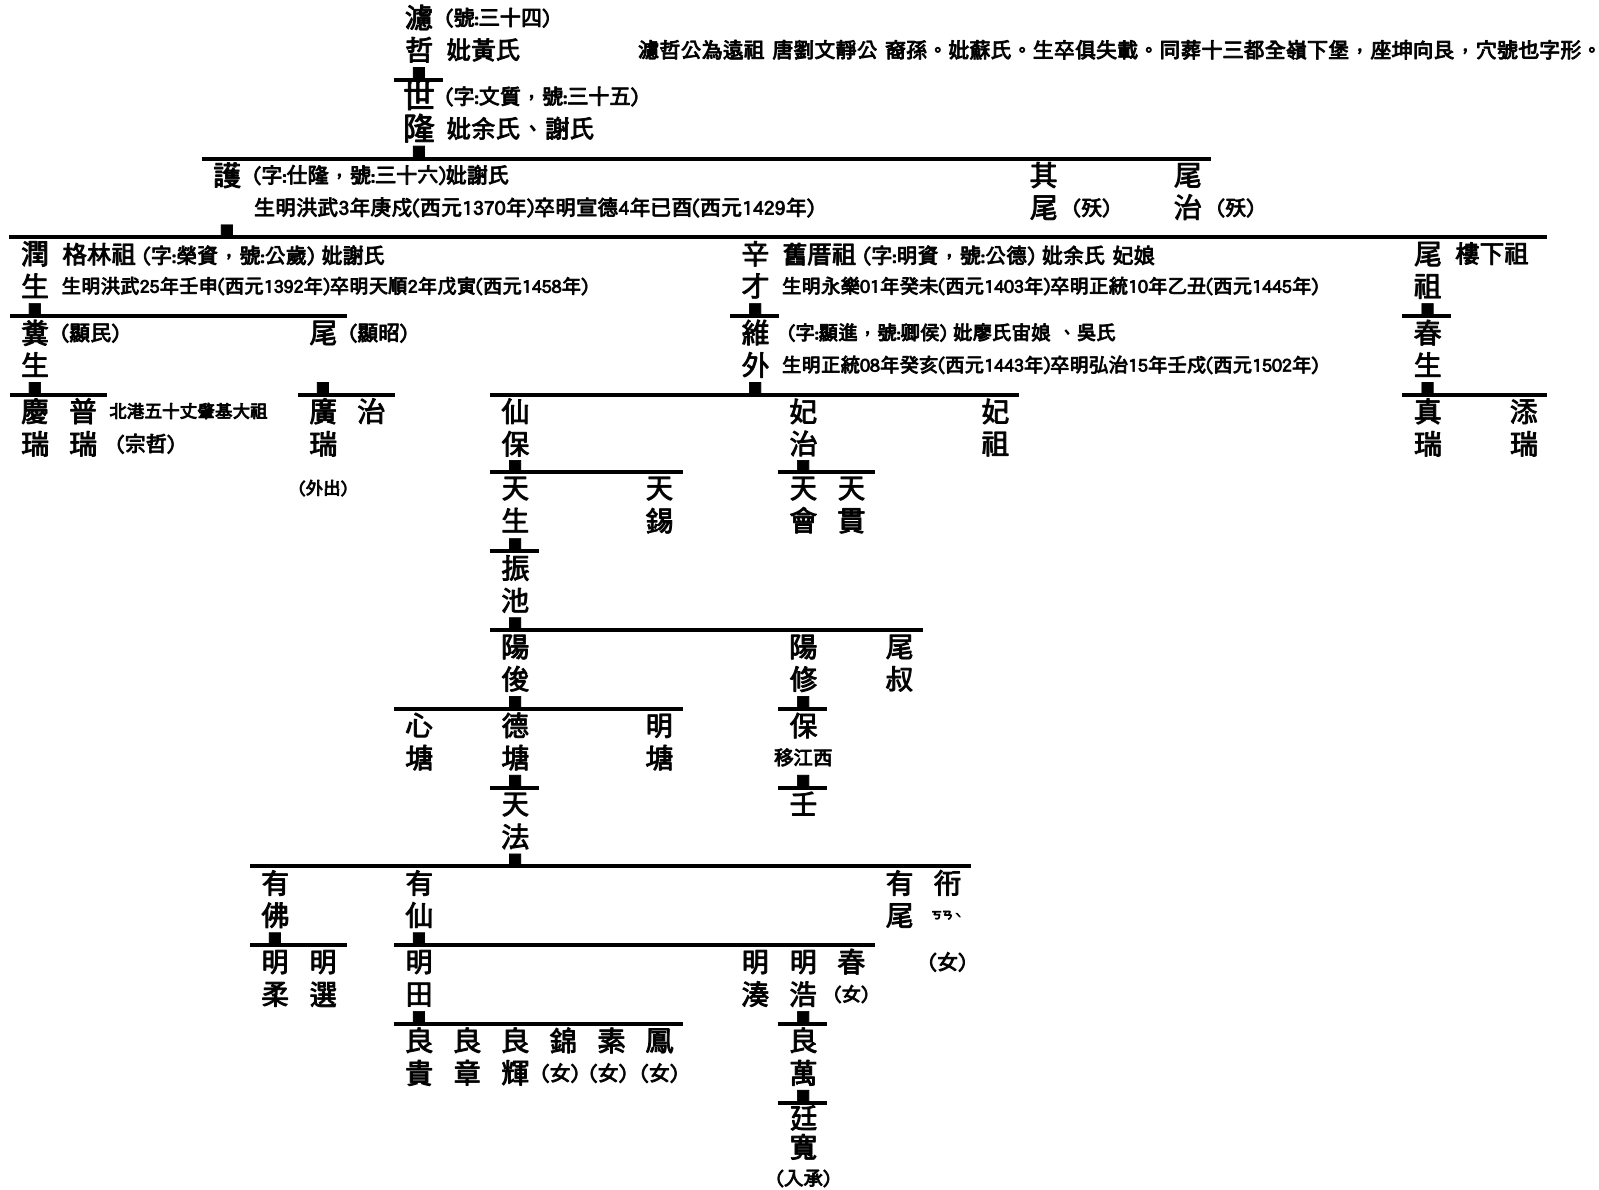 濾哲 (號:三十四)
妣黃氏
濾哲公為遠祖 唐劉文靜公 裔孫。妣蘇氏。生卒俱失載。同葬十三都全嶺下堡，座坤向艮，穴號也字形。
世隆 (字:文質，號:三十五)
妣余氏、謝氏
護 (字:仕隆，號:三十六)妣謝氏
生明洪武3年庚戍(西元1370年)卒明宣德4年已酉(西元1429年)
其尾 (殀)
尾治 (殀)
潤生 格林祖 (字:榮資，號:公歲) 妣謝氏
生明洪武25年壬申(西元1392年)卒明天順2年戊寅(西元1458年)
辛才 舊厝祖 (字:明資，號:公德) 妣余氏 妃娘
生明永樂01年癸未(西元1403年)卒明正統10年乙丑(西元1445年)
尾祖 樓下祖
糞生 (顯民)
尾 (顯昭)
維外 (字:顯進，號:卿侯) 妣廖氏宙娘 、吳氏
生明正統08年癸亥(西元1443年)卒明弘治15年壬戍(西元1502年)
春生
慶瑞
普瑞 北港五十丈肇基大祖
(宗哲)
廣瑞
(外出)
治
仙保
妃治
妃祖
真瑞
添瑞
天生
天錫
天會
天貫
振池
陽俊
陽修
尾叔
心塘
德塘
明塘
保
移江西
天法
壬
有佛
有仙
有尾
衎
ㄎㄢˋ
(女)
明柔
明選
明田
明湊
明浩
春
(女)
良貴
良章
良輝
錦
(女)
素
(女)
鳳
(女)
良萬
廷寬
(入承)